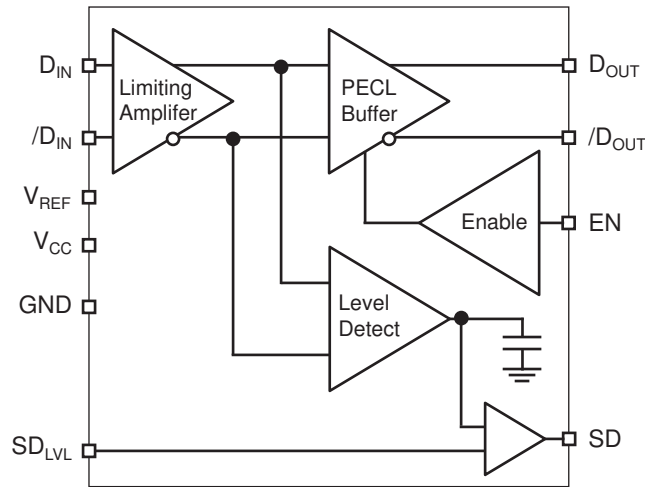 D_IN
Limiting
Amplifer
PECL
Buffer
D_OUT
/D_IN
/D_OUT
V_REF
Enable
EN
V_CC
GND
Level
Detect
SD_LVL
SD